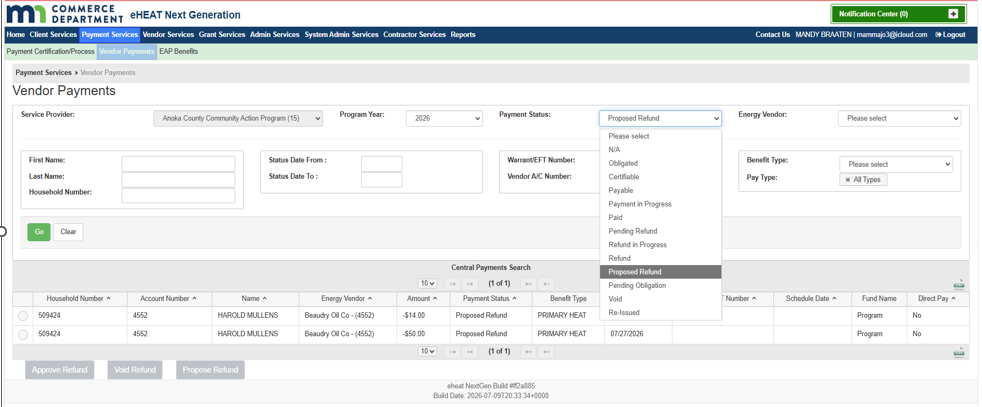 COMMERCE
DEPARTMENT eHEAT Next Generation
Notification Center (0)
Home Client Services Payment Services Vendor Services Grant Services Admin Services System Admin Services Contractor Services Reports Contact Us MANDY BRAATEN | mammajo3@icloud.com Logout
Payment Certification/Process Vendor Payments EAP Benefits
Payment Services Vendor Payments
Vendor Payments
Service Provider: Anoka County Community Action Program (15) Program Year: 2026 Payment Status: Proposed Refund Energy Vendor: Please select
Please select
N/A
Obligated
Certifiable
Payable
Payment in Progress
Paid
Pending Refund
Refund in Progress
Refund
Proposed Refund
Pending Obligation
Void
Re-Issued
First Name: Status Date From : Warrant/EFT Number: Benefit Type: Please select
Last Name: Status Date To : Vendor A/C Number: Pay Type: × All Types
Household Number:
Go Clear
Central Payments Search
10 (1 of 1)
Household Number Account Number Name Energy Vendor Amount Payment Status Benefit Type T Number Schedule Date Fund Name Direct Pay
509424 4552 HAROLD MULLENS Beaudry Oil Co - (4552) -$14.00 Proposed Refund PRIMARY HEAT Program No
509424 4552 HAROLD MULLENS Beaudry Oil Co - (4552) -$50.00 Proposed Refund PRIMARY HEAT 07/27/2026 Program No
10 (1 of 1)
Approve Refund Void Refund Propose Refund
eheat NextGen Build #ff2a885
Build Date: 2026-07-09T20:33:34+0000